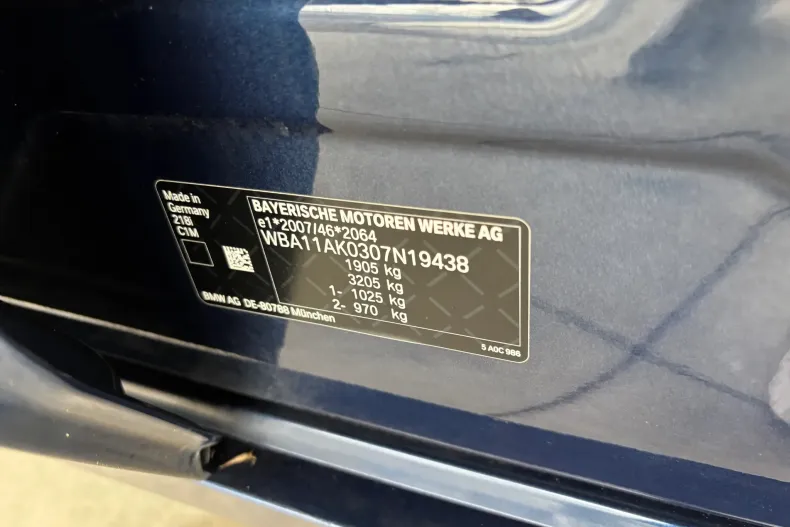 Made in
Germany
218i
C1M
BAYERISCHE MOTOREN WERKE AG
e1*2007/46*2064
WBA11AK0307N19438
1905 kg
3205 kg
1- 1025 kg
2- 970 kg
BMW AG DE-80788 München
5 A0C 986